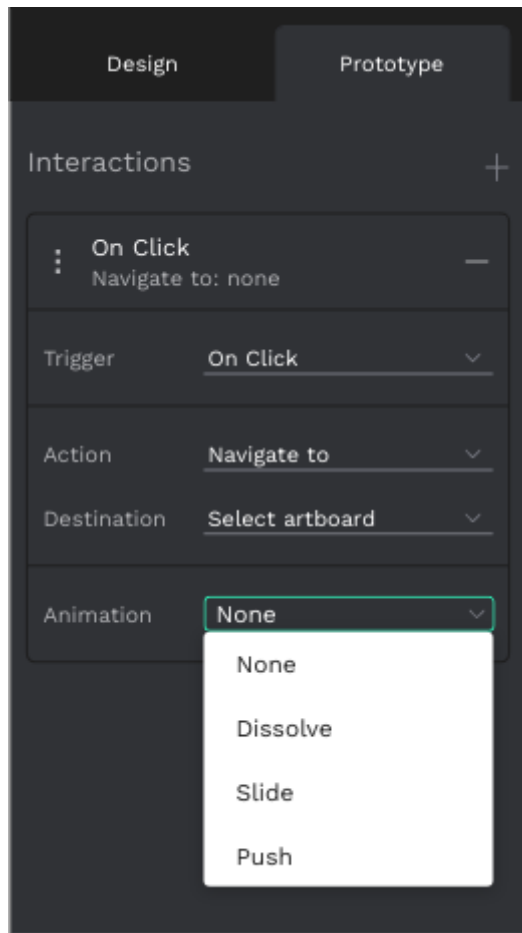 Design Prototype
Interactions
On Click
Navigate to: none
Trigger On Click
Action Navigate to
Destination Select artboard
Animation None
None
Dissolve
Slide
Push